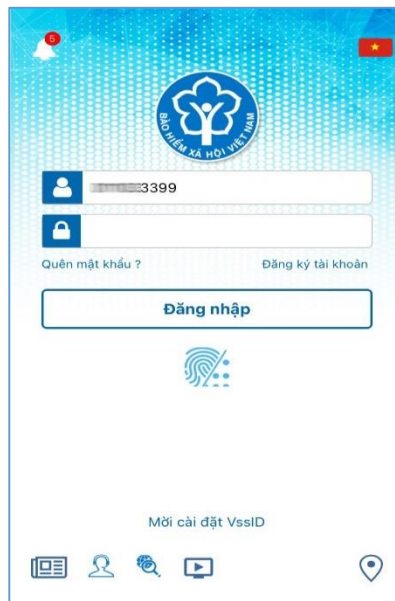 5
BẢO HIỂM XÃ HỘI VIỆT NAM
3399
Quên mật khẩu ?
Đăng ký tài khoản
Đăng nhập
Mời cài đặt VssID